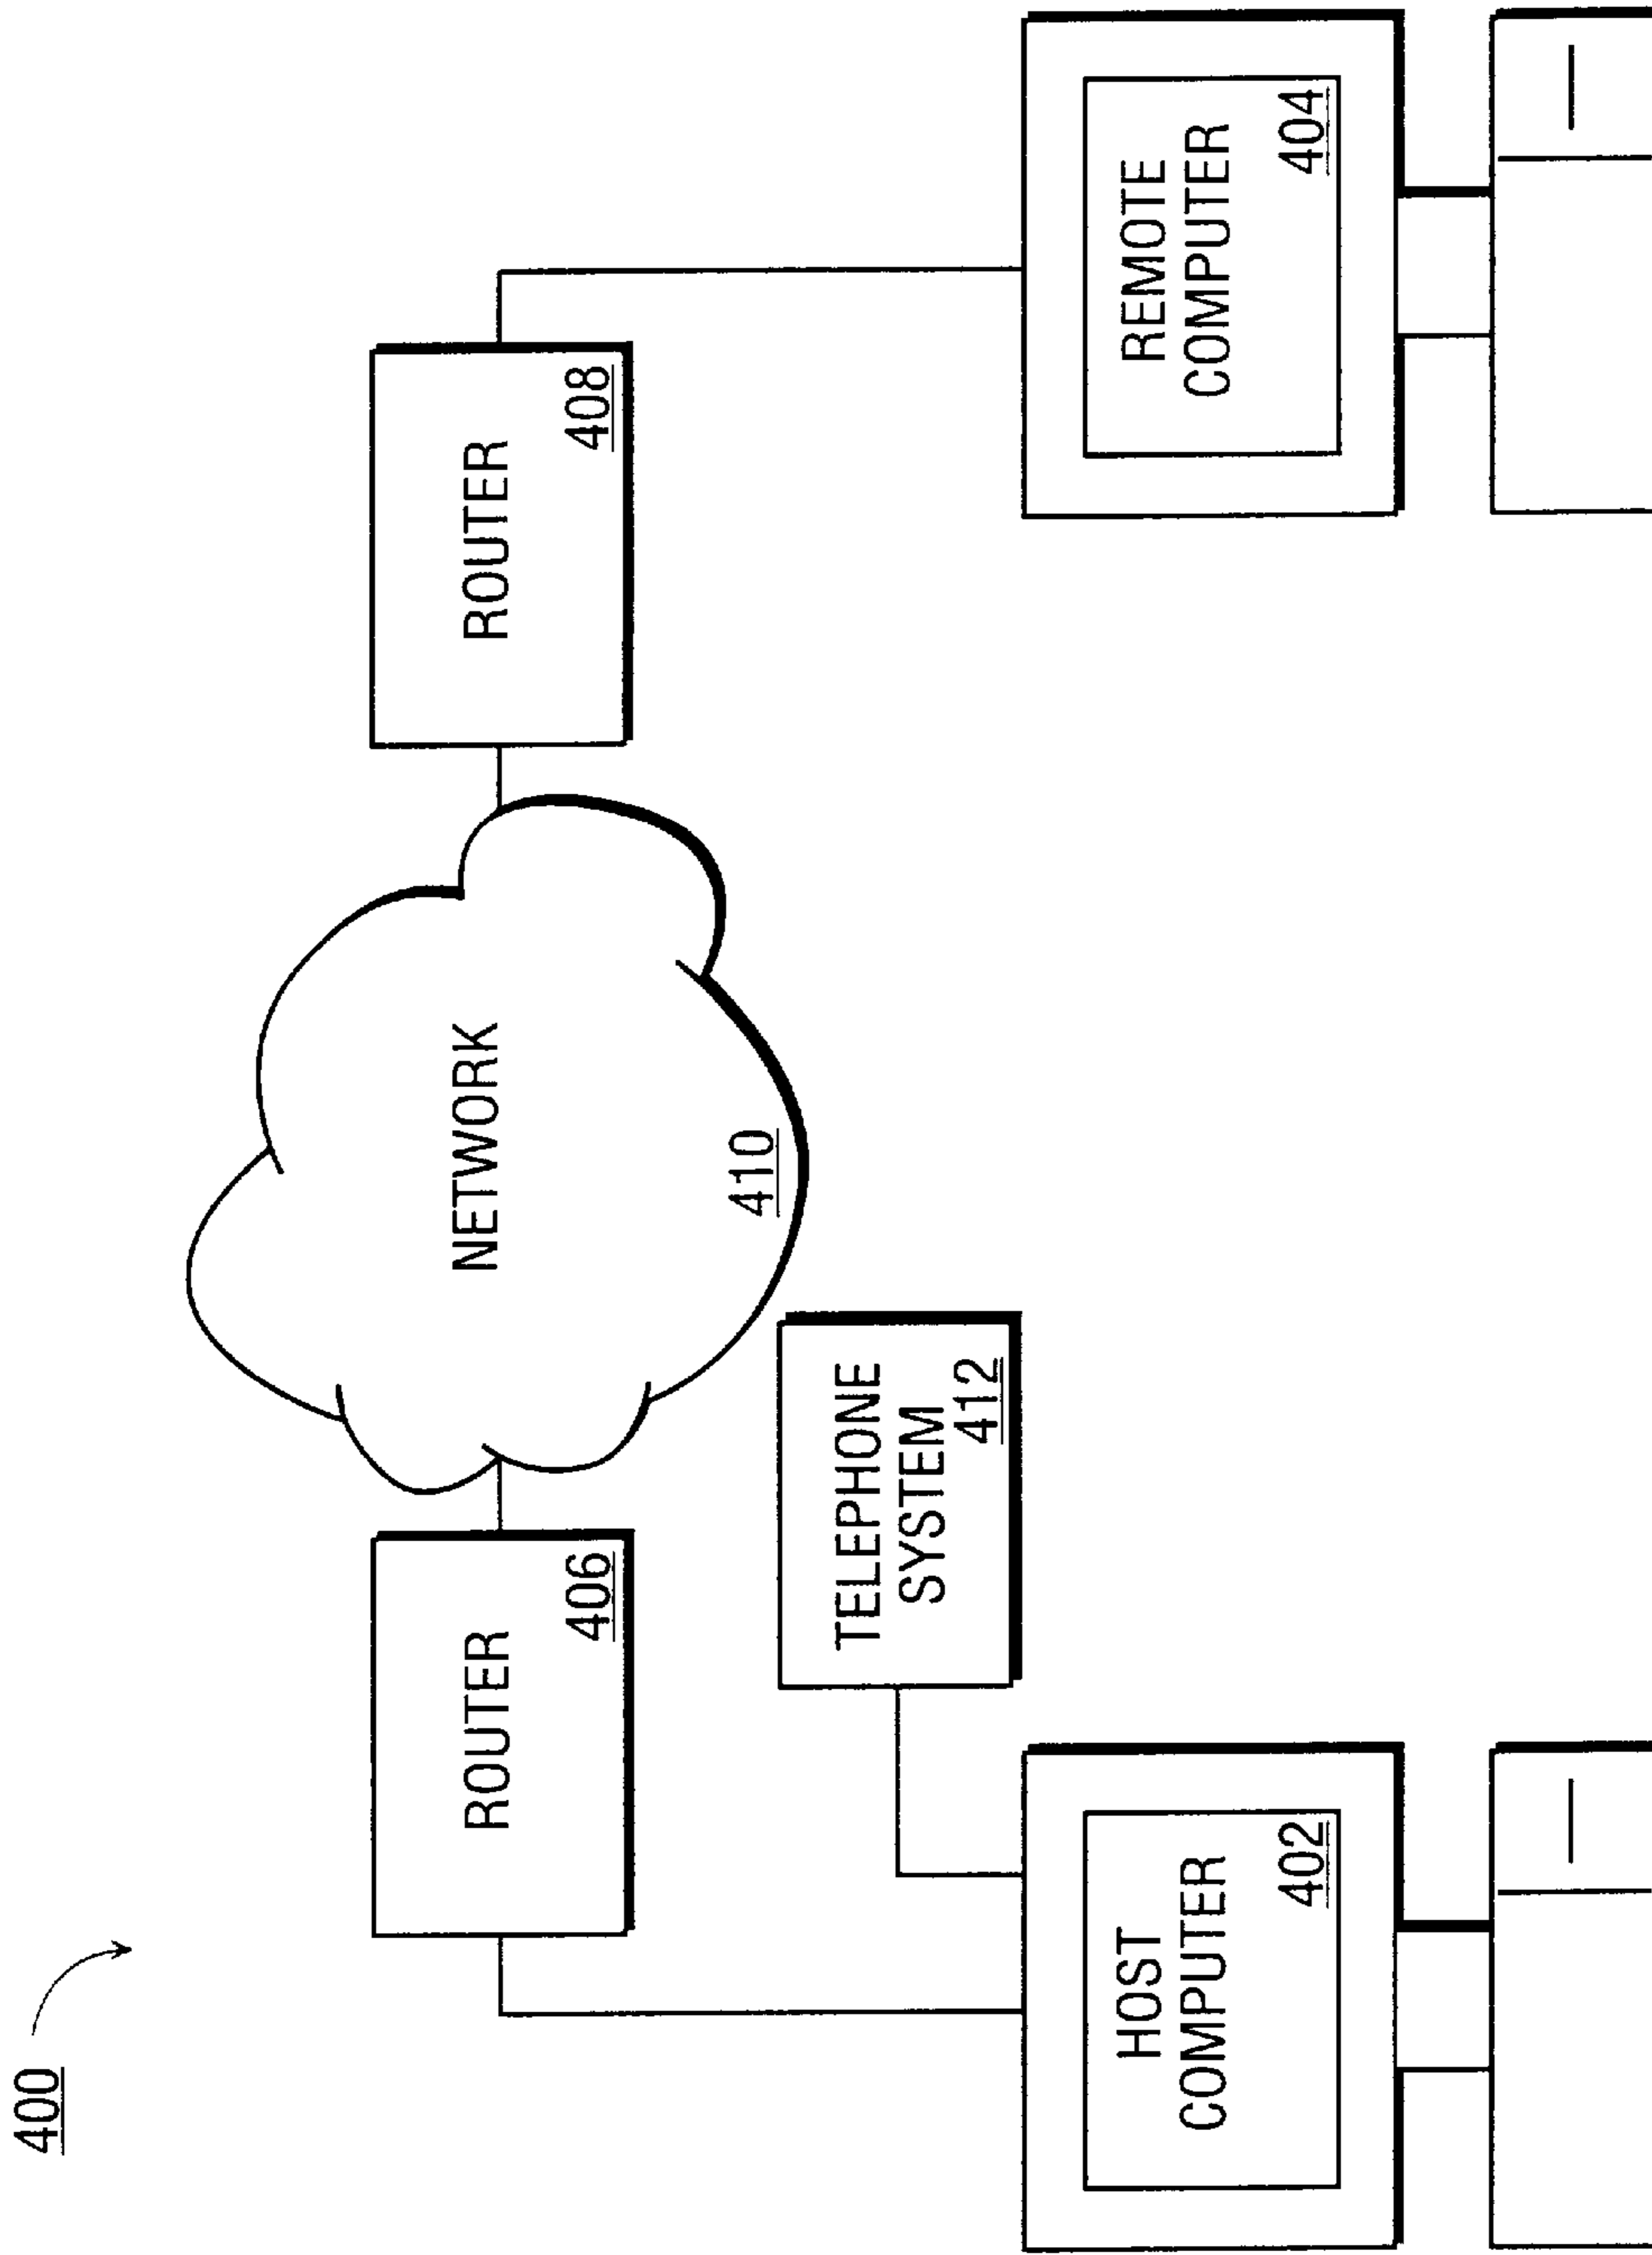 400
ROUTER
406
NETWORK
410
ROUTER
408
TELEPHONE
SYSTEM
412
HOST
COMPUTER
402
REMOTE
COMPUTER
404